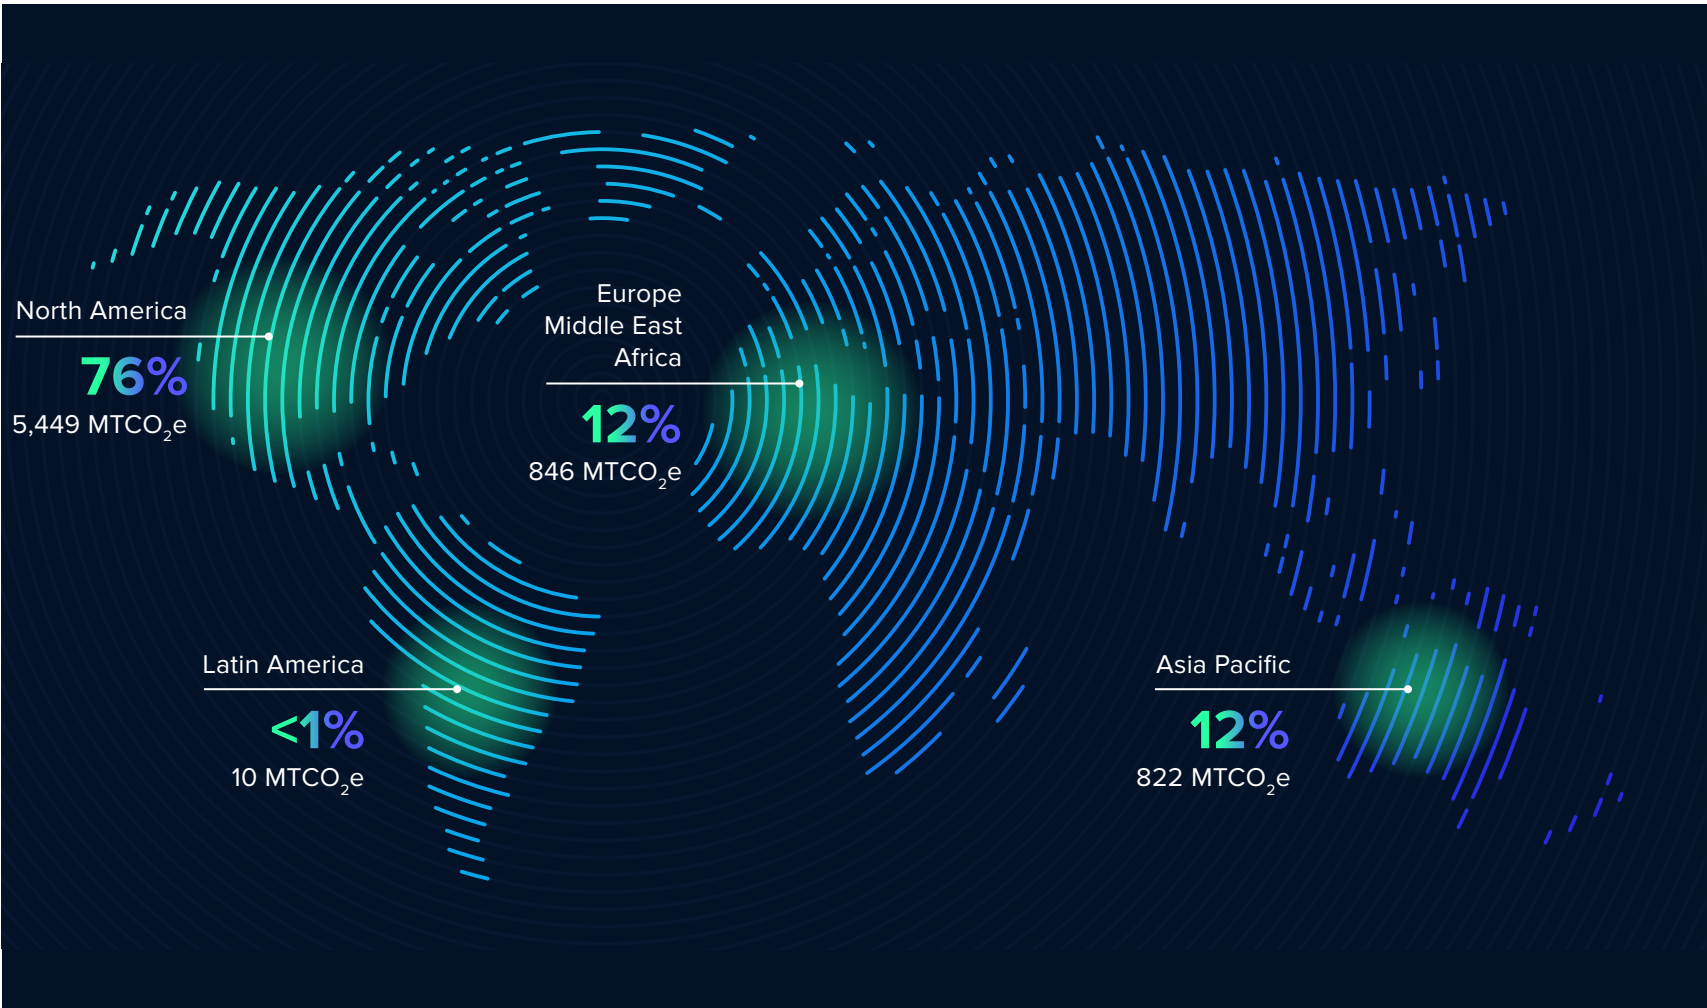 North America
76%
5,449 MTCO₂e
Europe
Middle East
Africa
12%
846 MTCO₂e
Latin America
<1%
10 MTCO₂e
Asia Pacific
12%
822 MTCO₂e